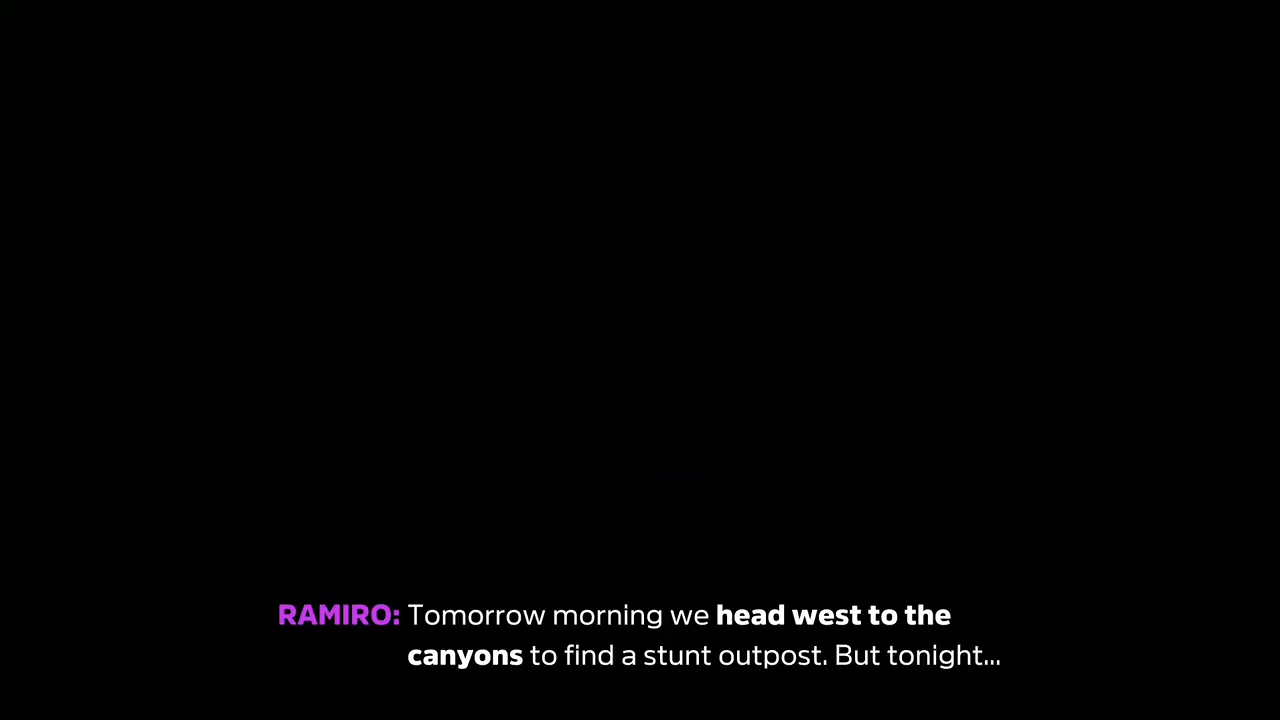 RAMIRO: Tomorrow morning we head west to the
canyons to find a stunt outpost. But tonight...